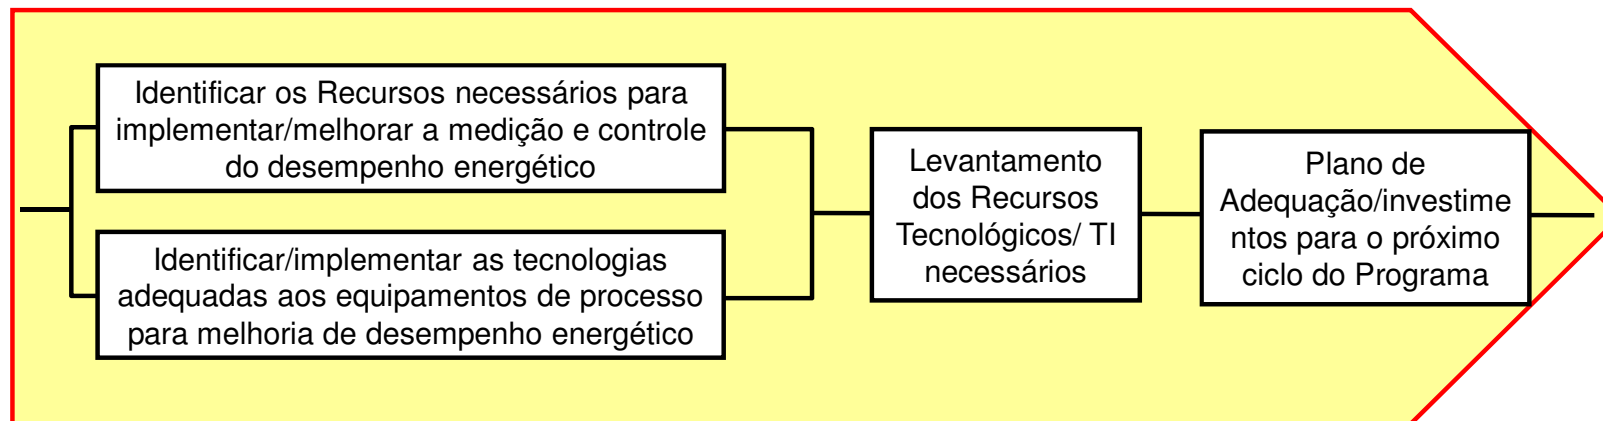 Identificar os Recursos necessários para
implementar/melhorar a medição e controle
do desempenho energético
Identificar/implementar as tecnologias
adequadas aos equipamentos de processo
para melhoria de desempenho energético
Levantamento
dos Recursos
Tecnológicos/ TI
necessários
Plano de
Adequação/investime
ntos para o próximo
ciclo do Programa